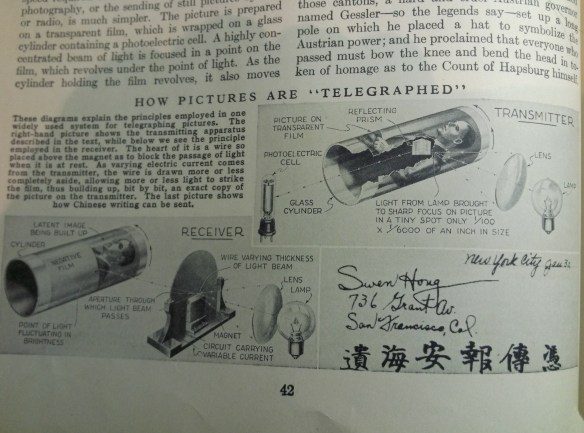 photography, or the sending of still pictures by
or radio, is much simpler. The picture is prepared
on a transparent film, which is wrapped on a glass
cylinder containing a photoelectric cell. A highly con-
centrated beam of light is focused in a point on the
film, which revolves under the point of light. As the
cylinder holding the film revolves, it also moves
those cantons, a hard and Austrian governor
named Gessler—so the legends say—set up a long
pole on which he placed a hat to symbolize the
Austrian power; and he proclaimed that everyone who
passed must bow the knee and bend the head in to-
ken of homage as to the Count of Hapsburg himself.
HOW PICTURES ARE "TELEGRAPHED"
These diagrams explain the principles employed in one
widely used system for telegraphing pictures. The
right-hand picture shows the transmitting apparatus
described in the text, while below we see the principle
employed in the receiver. The heart of it is a wire so
placed above the magnet as to block the passage of light
when it is at rest. As varying electric current comes
from the transmitter, the wire is drawn more or less
completely aside, allowing more or less light to strike
the film, thus building up, bit by bit, an exact copy of
the picture on the transmitter. The last picture shows
how Chinese writing can be sent.
TRANSMITTER
REFLECTING
PRISM
PICTURE ON
TRANSPARENT
FILM
PHOTOELECTRIC
CELL
LENS
LAMP
GLASS
CYLINDER
LIGHT FROM LAMP BROUGHT
TO SHARP FOCUS ON PICTURE
IN A TINY SPOT ONLY 1/100
X 1/6000 OF AN INCH IN SIZE
RECEIVER
LATENT IMAGE
BEING BUILT UP
CYLINDER
NEGATIVE
FILM
WIRE VARYING THICKNESS
OF LIGHT BEAM
LENS
LAMP
APERTURE THROUGH
WHICH LIGHT BEAM
PASSES
POINT OF LIGHT
FLUCTUATING IN
BRIGHTNESS
MAGNET
CIRCUIT CARRYING
VARIABLE CURRENT
New York City
Swen Hong
736 Grant Av.
San Francisco, Cal.
遺海安報傳憑
42